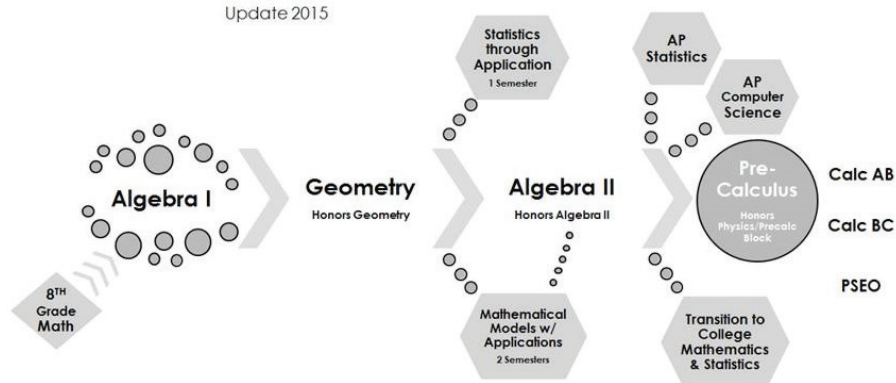 Update 2015
Statistics
through
Application
1 Semester
AP
Statistics
AP
Computer
Science
Algebra I
Geometry
Honors Geometry
Algebra II
Honors Algebra II
Pre-
Calculus
Honors
Physics/Precalc
Block
Calc AB
Calc BC
PSEO
8TH
Grade
Math
Mathematical
Models w/
Applications
2 Semesters
Transition to
College
Mathematics
& Statistics